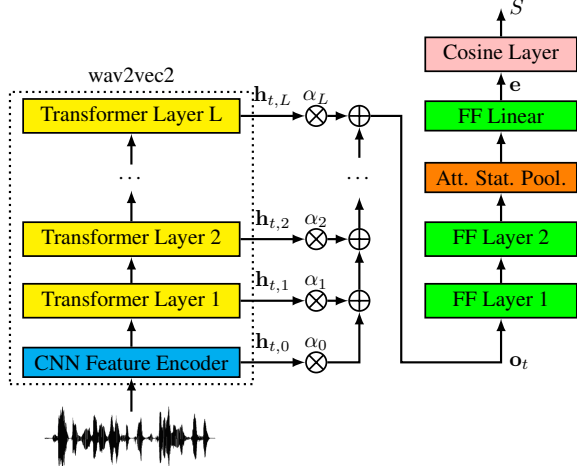 wav2vec2
Transformer Layer L
h_{t,L}
α_L
...
...
Transformer Layer 2
h_{t,2}
α_2
Transformer Layer 1
h_{t,1}
α_1
CNN Feature Encoder
h_{t,0}
α_0
S
Cosine Layer
e
FF Linear
Att. Stat. Pool.
FF Layer 2
FF Layer 1
o_t